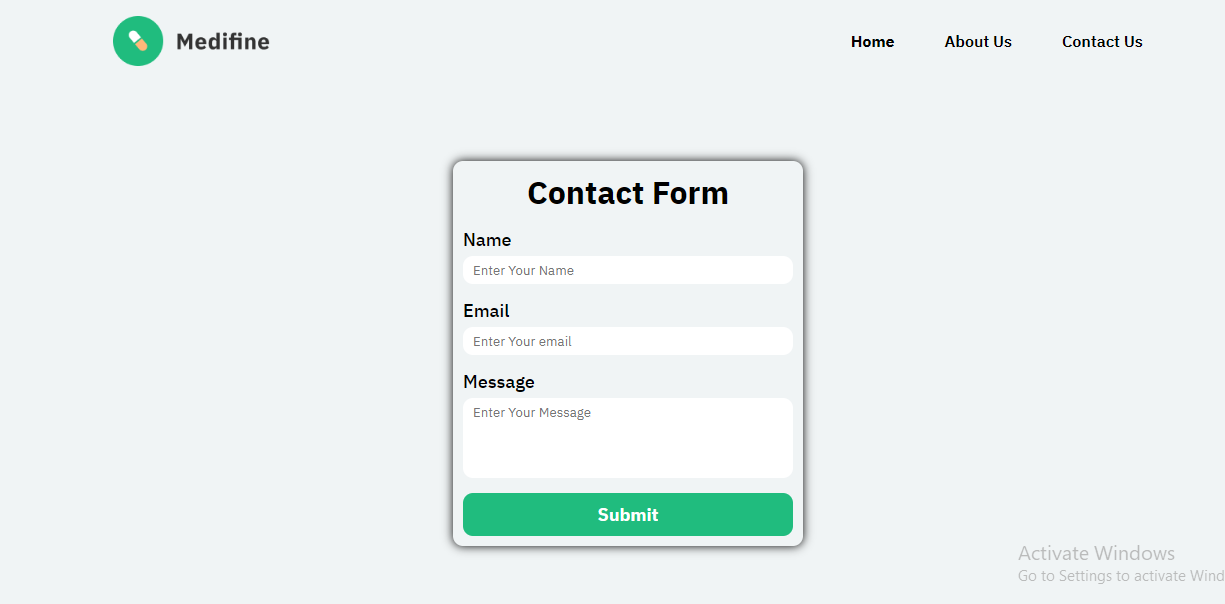 Medifine
Home About Us Contact Us
Contact Form
Name
Enter Your Name
Email
Enter Your email
Message
Enter Your Message
Submit
Activate Windows
Go to Settings to activate Wind